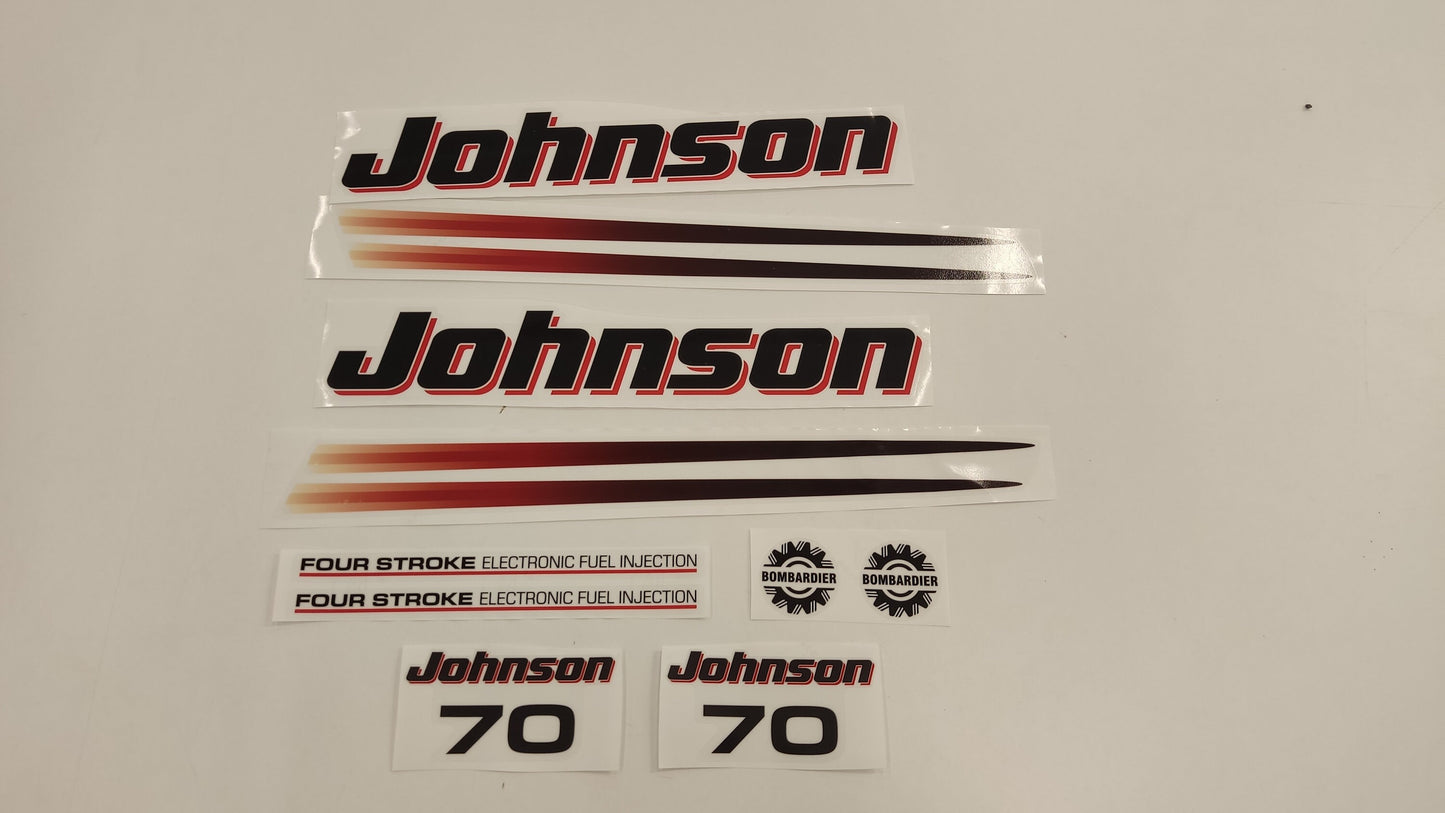 Johnson
Johnson
FOUR STROKE ELECTRONIC FUEL INJECTION
FOUR STROKE ELECTRONIC FUEL INJECTION
BOMBARDIER
BOMBARDIER
Johnson
70
Johnson
70